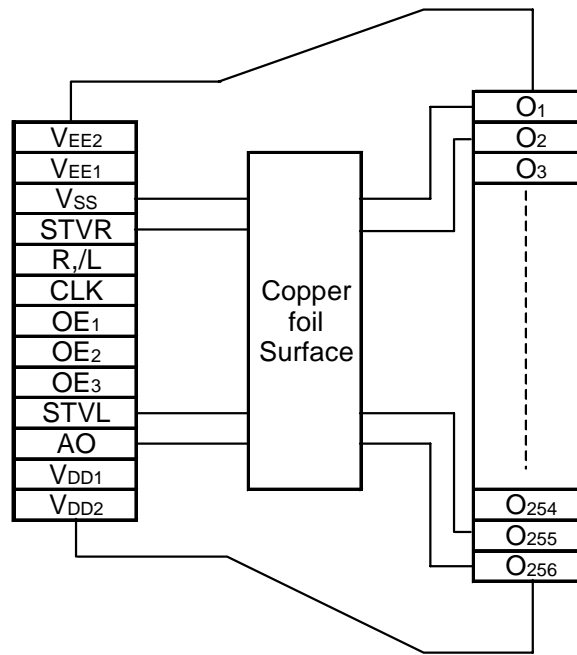 VEE2
VEE1
VSS
STVR
R,/L
CLK
OE1
OE2
OE3
STVL
AO
VDD1
VDD2
Copper
foil
Surface
O1
O2
O3
O254
O255
O256